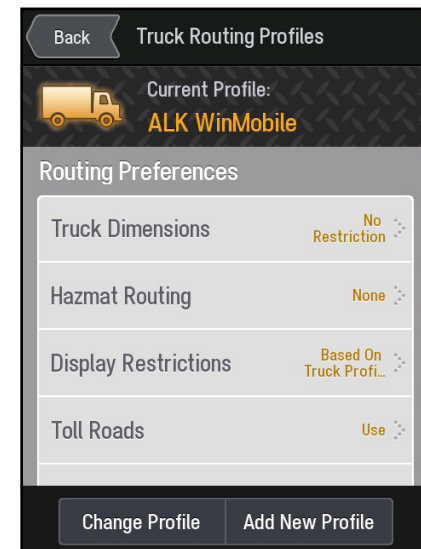 Back
Truck Routing Profiles
Current Profile:
ALK WinMobile
Routing Preferences
Truck Dimensions
No
Restriction
Hazmat Routing
None
Display Restrictions
Based On
Truck Profi...
Toll Roads
Use
Change Profile
Add New Profile